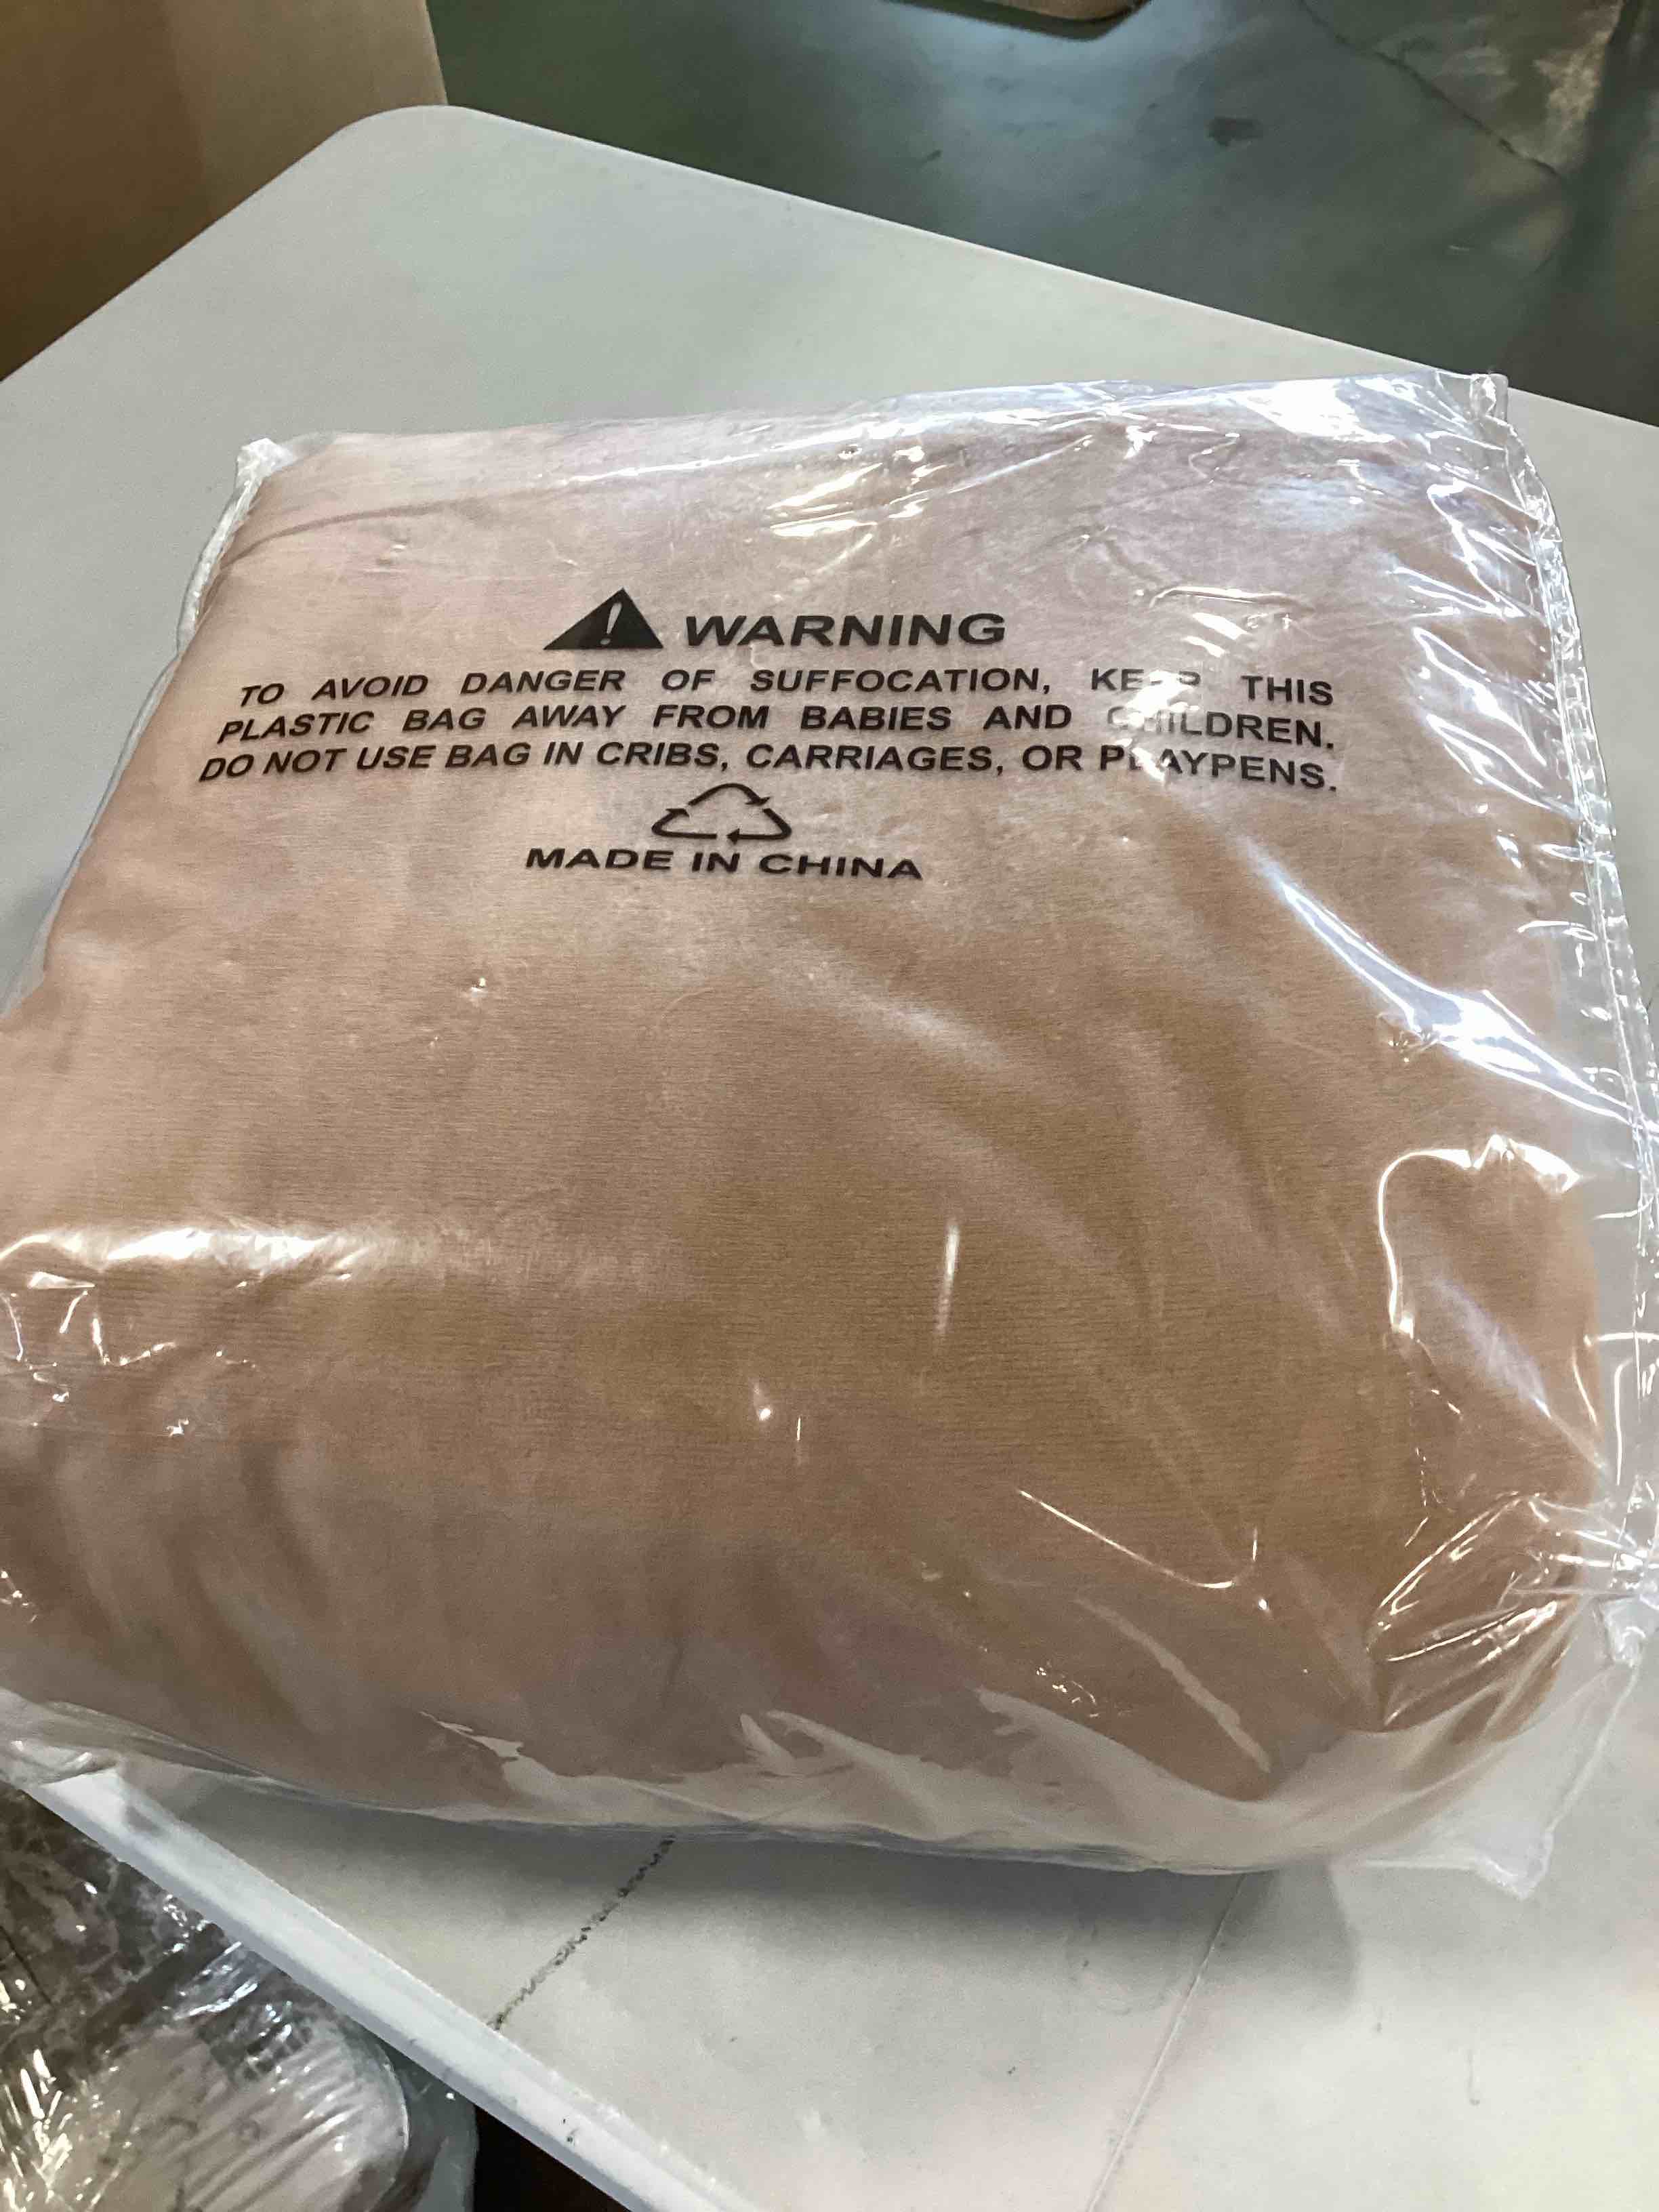 WARNING
TO AVOID DANGER OF SUFFOCATION, KEEP THIS
PLASTIC BAG AWAY FROM BABIES AND CHILDREN.
DO NOT USE BAG IN CRIBS, CARRIAGES, OR PLAYPENS.
MADE IN CHINA